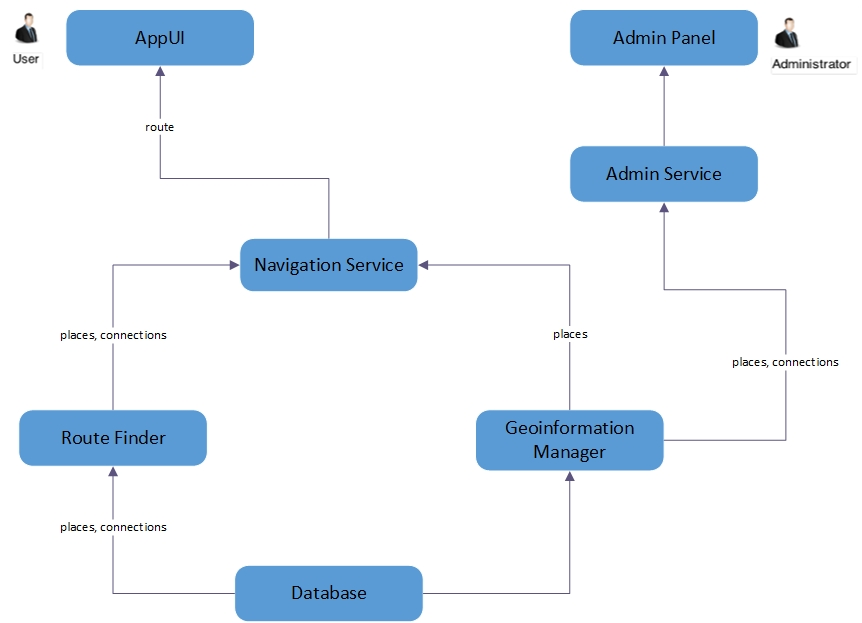 AppUI
Admin Panel
User
Administrator
route
Admin Service
Navigation Service
places, connections
places
places, connections
Route Finder
Geoinformation
Manager
places, connections
Database